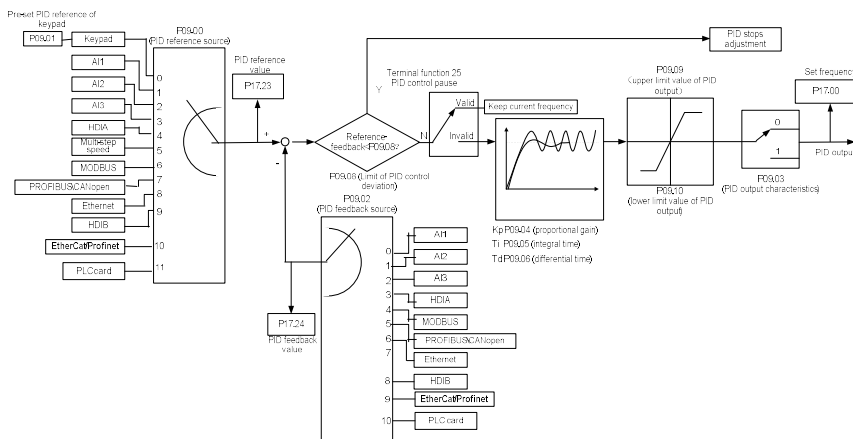 Pre-set PID reference of
keypad
P09.01
Keypad
AI1
AI2
AI3
HDIA
Multi-step
speed
MODBUS
PROFIBUS\CANopen
Ethernet
HDIB
EtherCat/Profinet
PLCcard
P09.00
(PID reference source)
0
1
2
3
4
5
6
7
8
9
10
11
PID reference
value
P17.23
+
-
P17.24
PID feedback
value
Y
Reference-
feedback<P09.08?
N
P09.08 (Limit of PID control
deviation)
P09.02
(PID feedback source)
0
1
2
3
4
5
6
7
8
9
10
AI1
AI2
AI3
HDIA
MODBUS
PROFIBUS\CANopen
Ethernet
HDIB
EtherCat/Profinet
PLC card
Terminal function 25
PID control pause
Valid
Invalid
Keep current frequency
PID stops
adjustment
Kp P09.04 (proportional gain)
Ti P09.05 (integral time)
Td P09.06 (differential time)
P09.09
(upper limit value of PID
output)
P09.10
(lower limit value of PID
output)
0
1
P09.03
(PID output characteristics)
Set frequency
P17.00
PID output